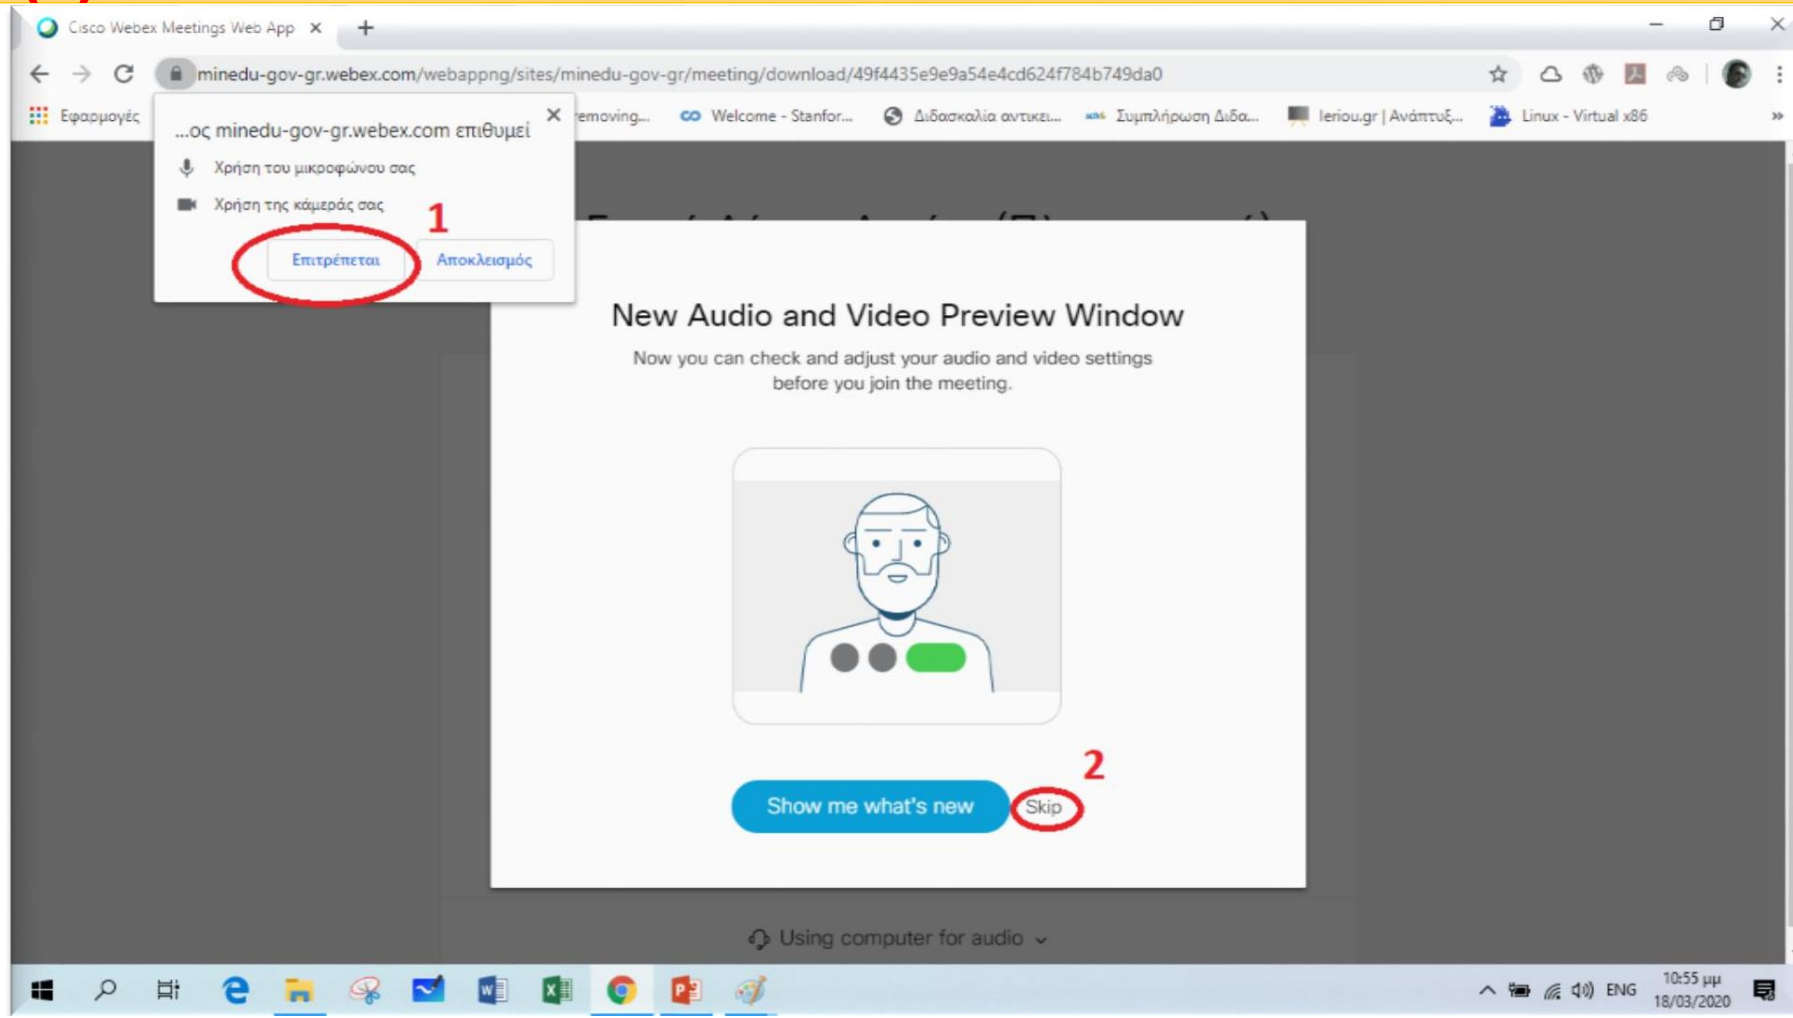 Cisco Webex Meetings Web App
minedu-gov-gr.webex.com/webappng/sites/minedu-gov-gr/meeting/download/49f4435e9e9a54e4cd624f784b749da0
Εφαρμογές
emoving...
Welcome - Stanfor...
Διδασκαλία αντικει...
Συμπλήρωση Διδα...
leriou.gr | Ανάπτυξ...
Linux - Virtual x86
...ος minedu-gov-gr.webex.com επιθυμεί
Χρήση του μικροφώνου σας
Χρήση της κάμεράς σας
1
Επιτρέπεται
Αποκλεισμός
New Audio and Video Preview Window
Now you can check and adjust your audio and video settings
before you join the meeting.
2
Show me what's new
Skip
Using computer for audio
ENG
10:55 μμ
18/03/2020